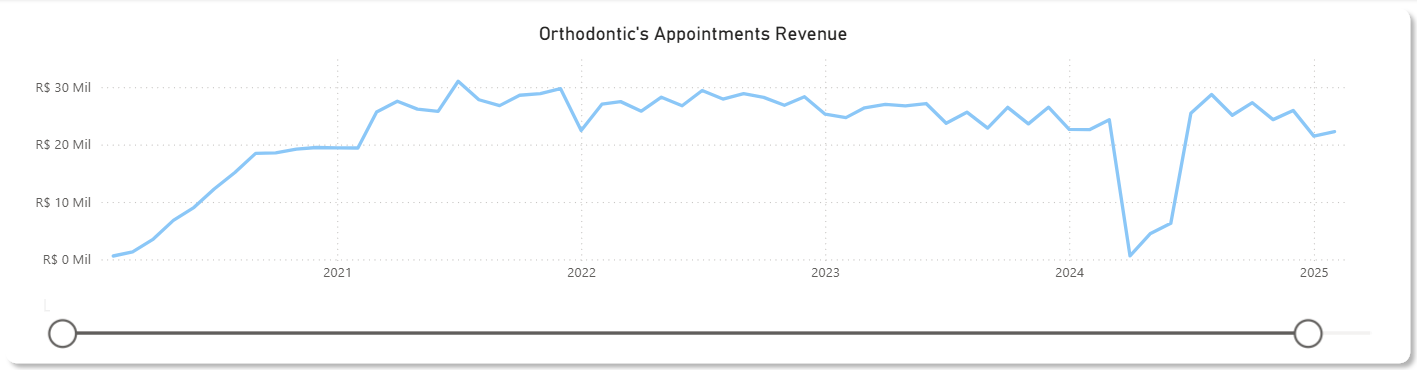 Orthodontic's Appointments Revenue
R$ 30 Mil
R$ 20 Mil
R$ 10 Mil
R$ 0 Mil
2021 2022 2023 2024 2025